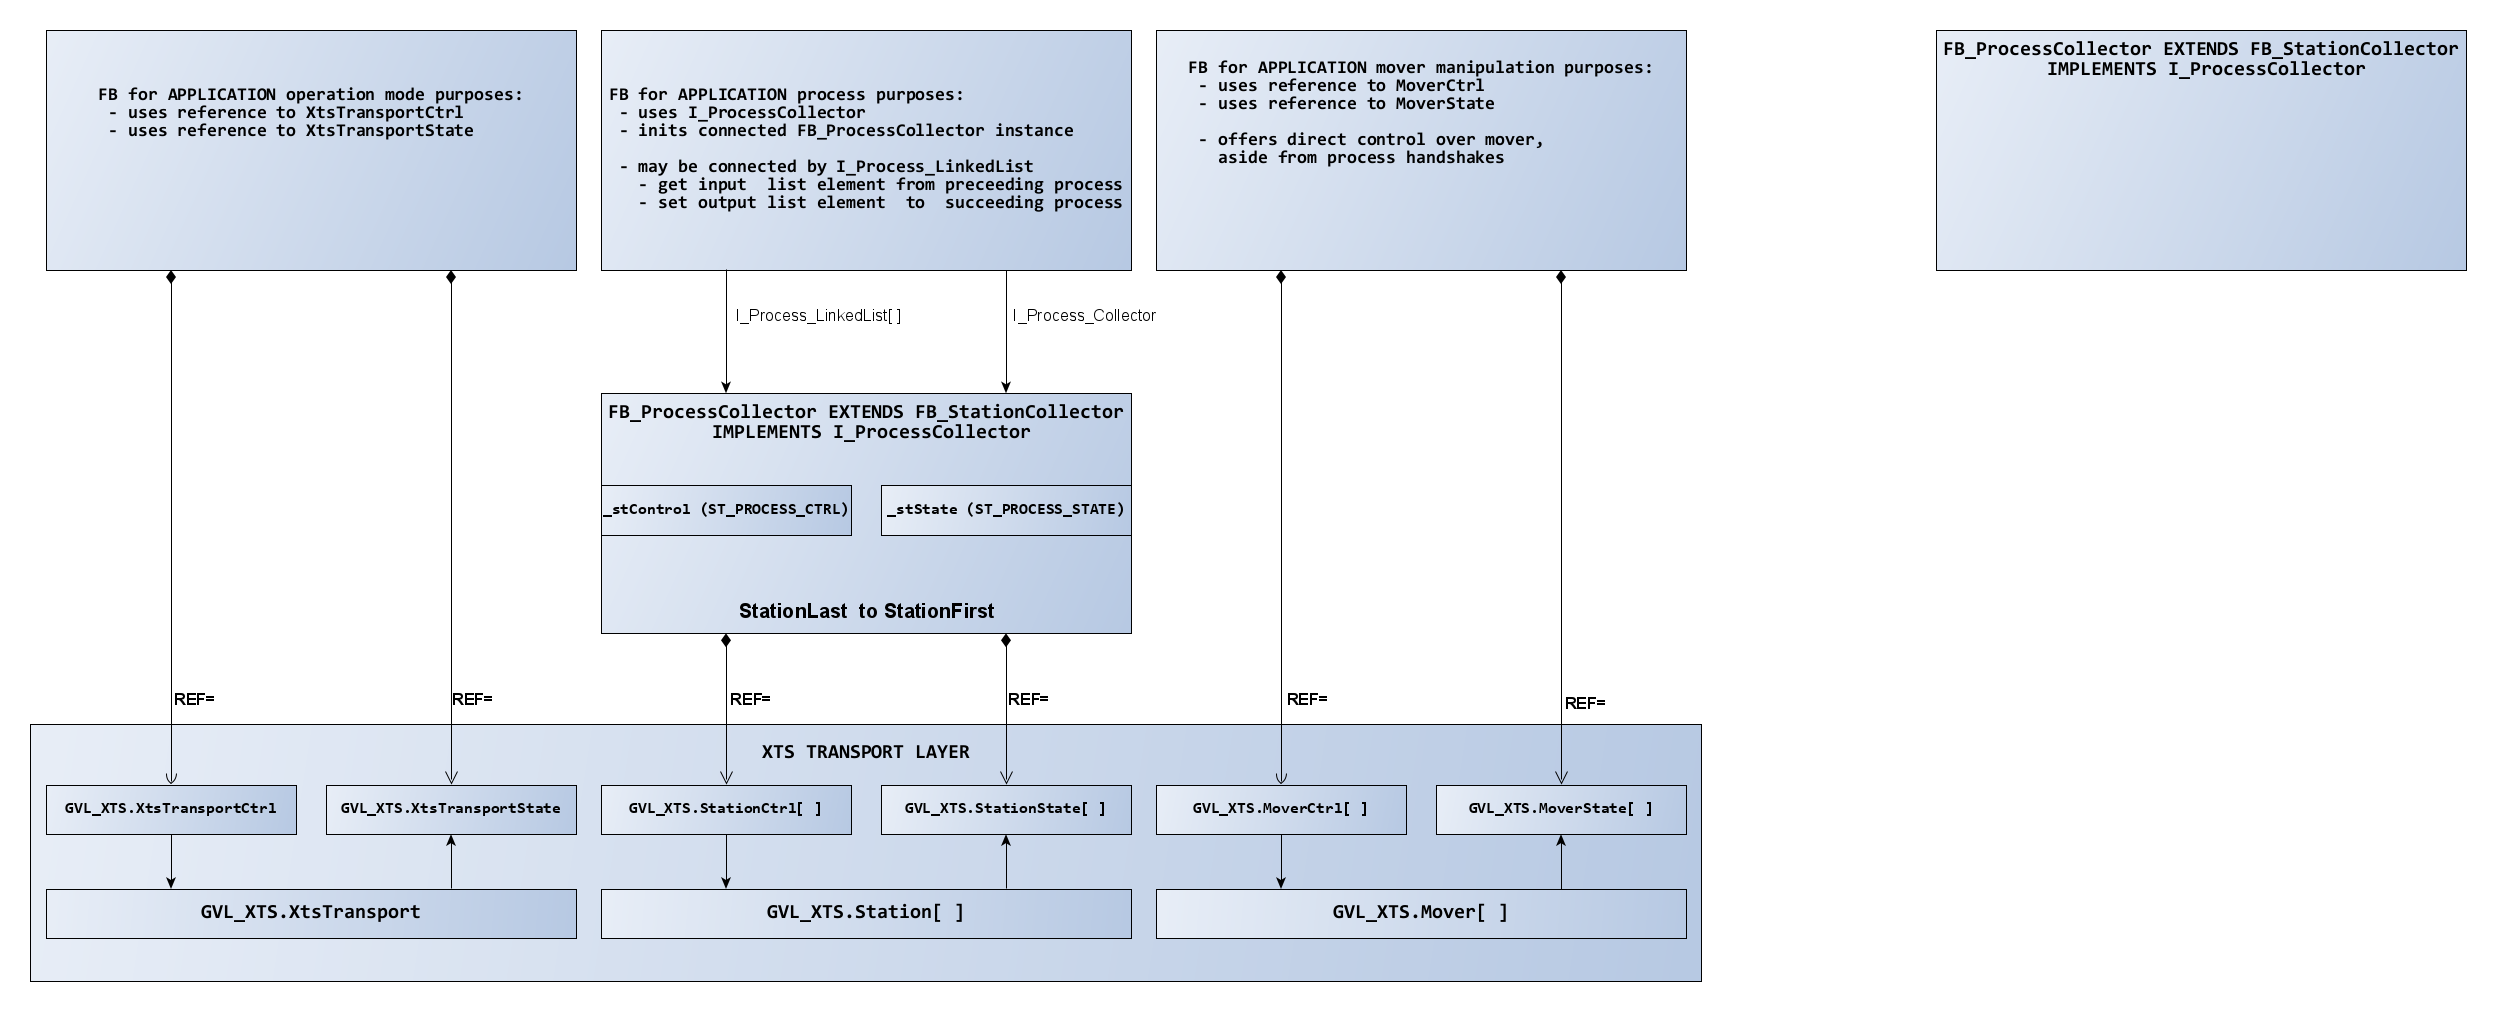 FB for APPLICATION operation mode purposes:
- uses reference to XtsTransportCtrl
- uses reference to XtsTransportState
FB for APPLICATION process purposes:
- uses I_ProcessCollector
- inits connected FB_ProcessCollector instance
- may be connected by I_Process_LinkedList
- get input  list element from preceeding process
- set output list element  to  succeeding process
FB for APPLICATION mover manipulation purposes:
- uses reference to MoverCtrl
- uses reference to MoverState
- offers direct control over mover,
aside from process handshakes
FB_ProcessCollector EXTENDS FB_StationCollector
IMPLEMENTS I_ProcessCollector
I_Process_LinkedList[ ]
I_Process_Collector
FB_ProcessCollector EXTENDS FB_StationCollector
IMPLEMENTS I_ProcessCollector
_stControl (ST_PROCESS_CTRL)
_stState (ST_PROCESS_STATE)
StationLast  to StationFirst
REF=
REF=
REF=
REF=
REF=
REF=
XTS TRANSPORT LAYER
GVL_XTS.XtsTransportCtrl
GVL_XTS.XtsTransportState
GVL_XTS.StationCtrl[ ]
GVL_XTS.StationState[ ]
GVL_XTS.MoverCtrl[ ]
GVL_XTS.MoverState[ ]
GVL_XTS.XtsTransport
GVL_XTS.Station[ ]
GVL_XTS.Mover[ ]